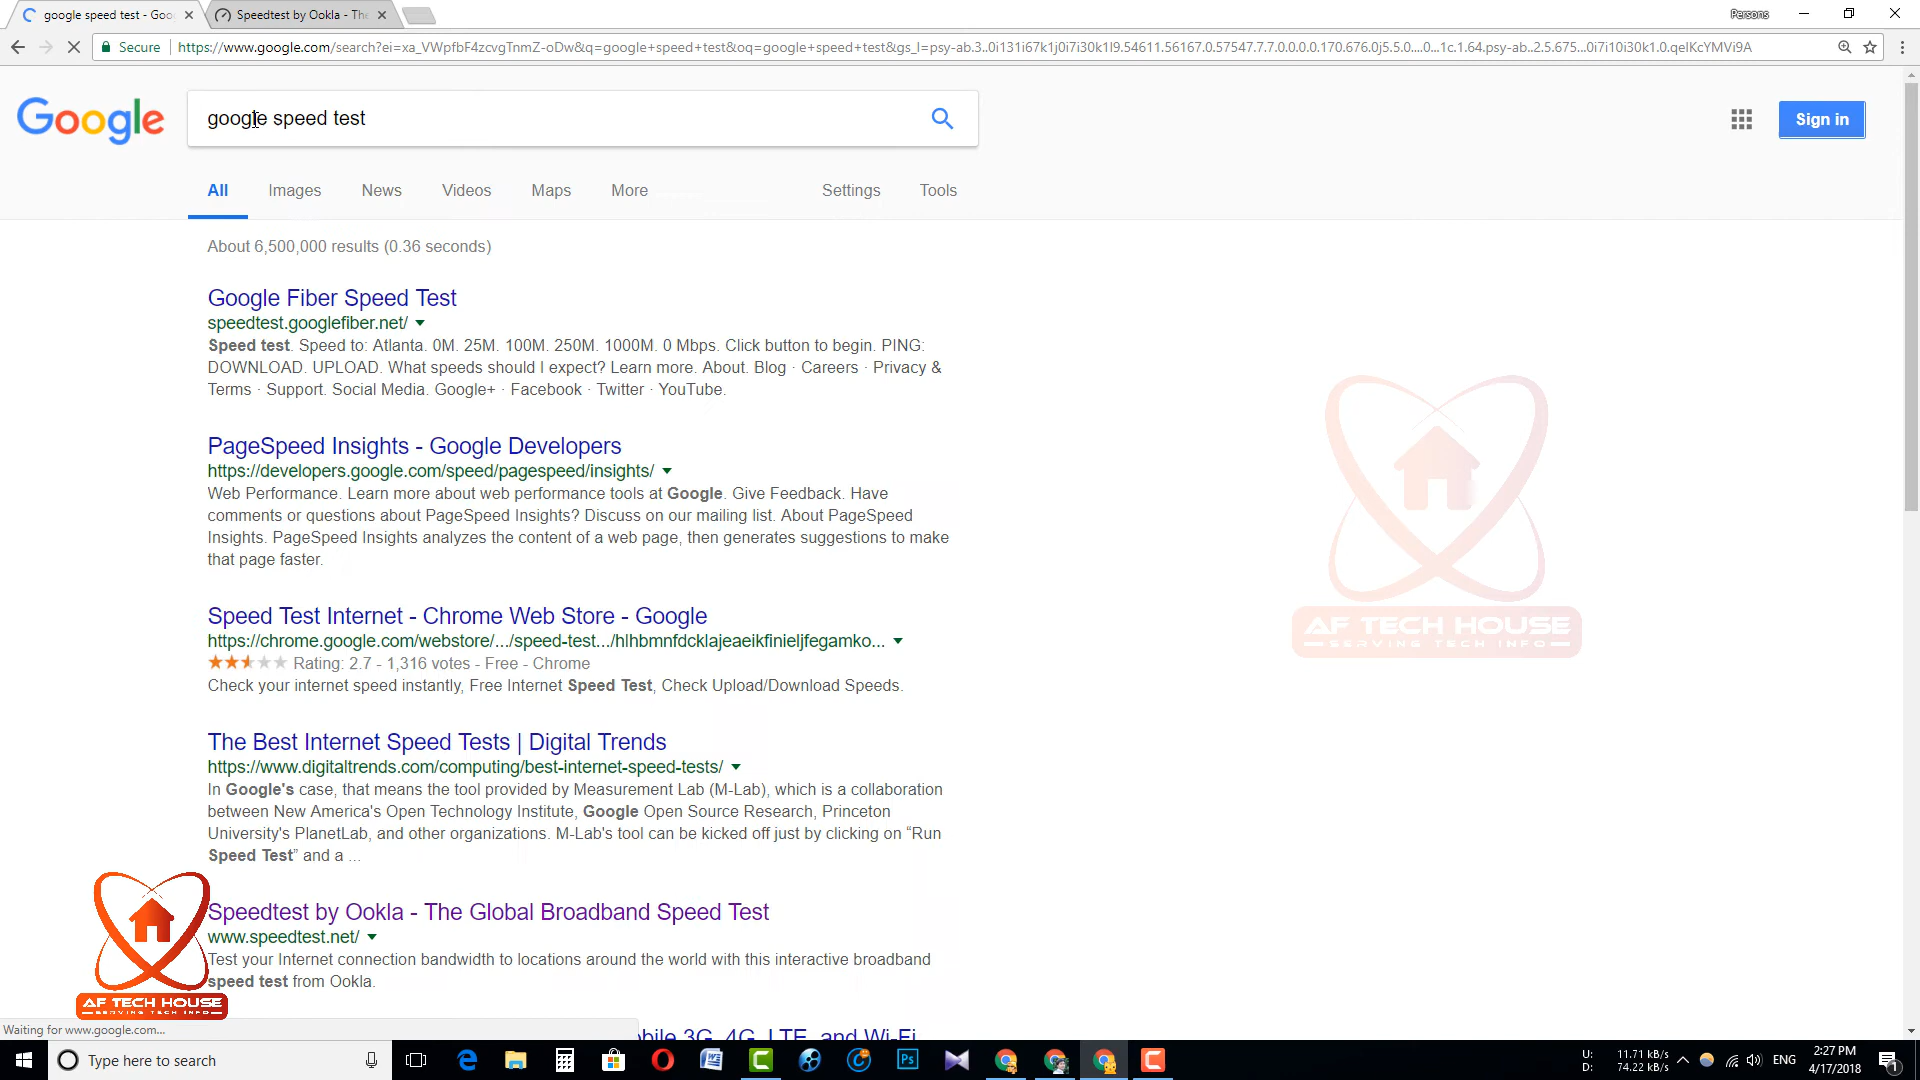 google speed test - Goo
Speedtest by Ookla - The
Persons
Secure
https://www.google.com/search?ei=xa_VWpfbF4zcvgTnmZ-oDw&q=google+speed+test&oq=google+speed+test&gs_l=psy-ab.3..0i131i67k1j0i7i30k1l9.54611.56167.0.57547.7.7.0.0.0.0.170.676.0j5.5.0....0...1c.1.64.psy-ab..2.5.675...0i7i10i30k1.0.qelKcYMVi9A
Google
google speed test
Sign in
All Images News Videos Maps More Settings Tools
About 6,500,000 results (0.36 seconds)
Google Fiber Speed Test
speedtest.googlefiber.net/
Speed test. Speed to: Atlanta. 0M. 25M. 100M. 250M. 1000M. 0 Mbps. Click button to begin. PING:
DOWNLOAD. UPLOAD. What speeds should I expect? Learn more. About. Blog · Careers · Privacy &
Terms · Support. Social Media. Google+ · Facebook · Twitter · YouTube.
PageSpeed Insights - Google Developers
https://developers.google.com/speed/pagespeed/insights/
Web Performance. Learn more about web performance tools at Google. Give Feedback. Have
comments or questions about PageSpeed Insights? Discuss on our mailing list. About PageSpeed
Insights. PageSpeed Insights analyzes the content of a web page, then generates suggestions to make
that page faster.
Speed Test Internet - Chrome Web Store - Google
https://chrome.google.com/webstore/.../speed-test.../hlhbmnfdcklajeaeikfinieljfegamko...
Rating: 2.7 - 1,316 votes - Free - Chrome
Check your internet speed instantly, Free Internet Speed Test, Check Upload/Download Speeds.
The Best Internet Speed Tests | Digital Trends
https://www.digitaltrends.com/computing/best-internet-speed-tests/
In Google's case, that means the tool provided by Measurement Lab (M-Lab), which is a collaboration
between New America's Open Technology Institute, Google Open Source Research, Princeton
University's PlanetLab, and other organizations. M-Lab's tool can be kicked off just by clicking on “Run
Speed Test” and a ...
Speedtest by Ookla - The Global Broadband Speed Test
www.speedtest.net/
Test your Internet connection bandwidth to locations around the world with this interactive broadband
speed test from Ookla.
obile 3G, 4G, LTE, and Wi-Fi
AF TECH HOUSE
SERVING TECH INFO
AF TECH HOUSE
SERVING TECH INFO
Waiting for www.google.com...
Type here to search
U: 11.71 kB/s
D: 74.22 kB/s
ENG
2:27 PM
4/17/2018
1